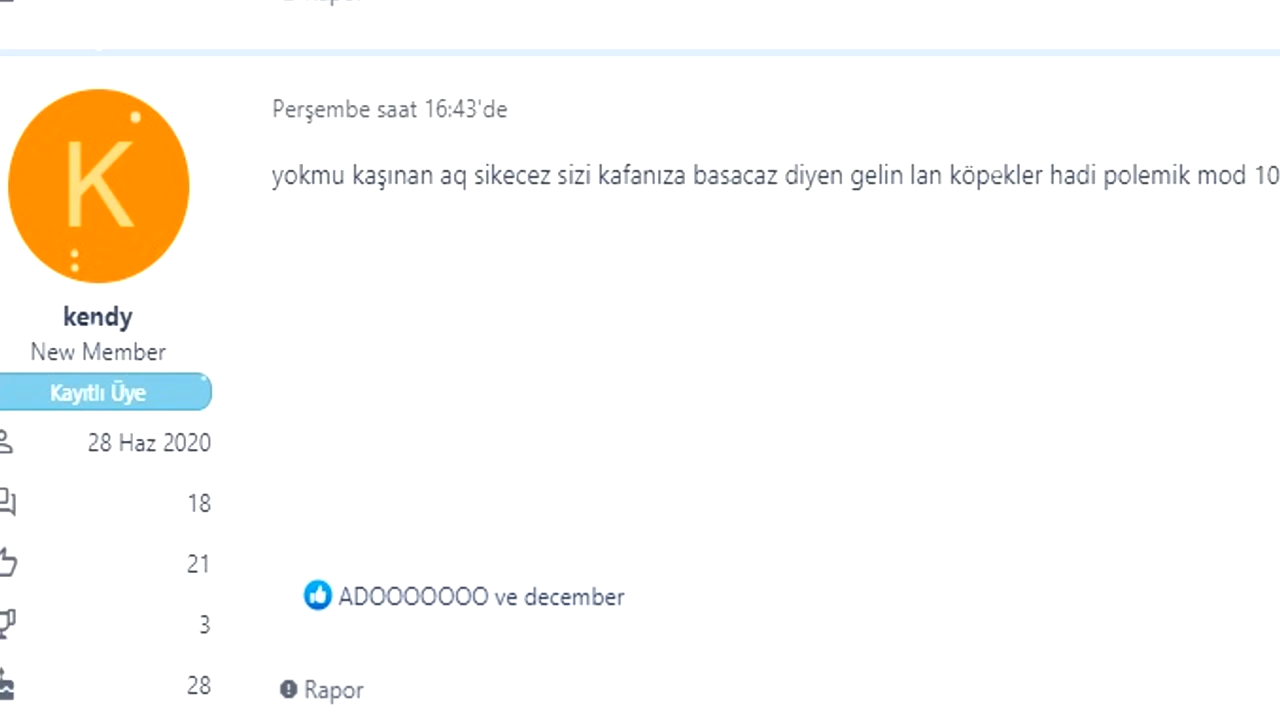 Rapor
Perşembe saat 16:43'de
yokmu kaşınan aq sikecez sizi kafanıza basacaz diyen gelin lan köpekler hadi polemik mod 10
K
kendy
New Member
Kayıtlı Üye
28 Haz 2020
18
21
3
28
ADOOOOOOO ve december
Rapor